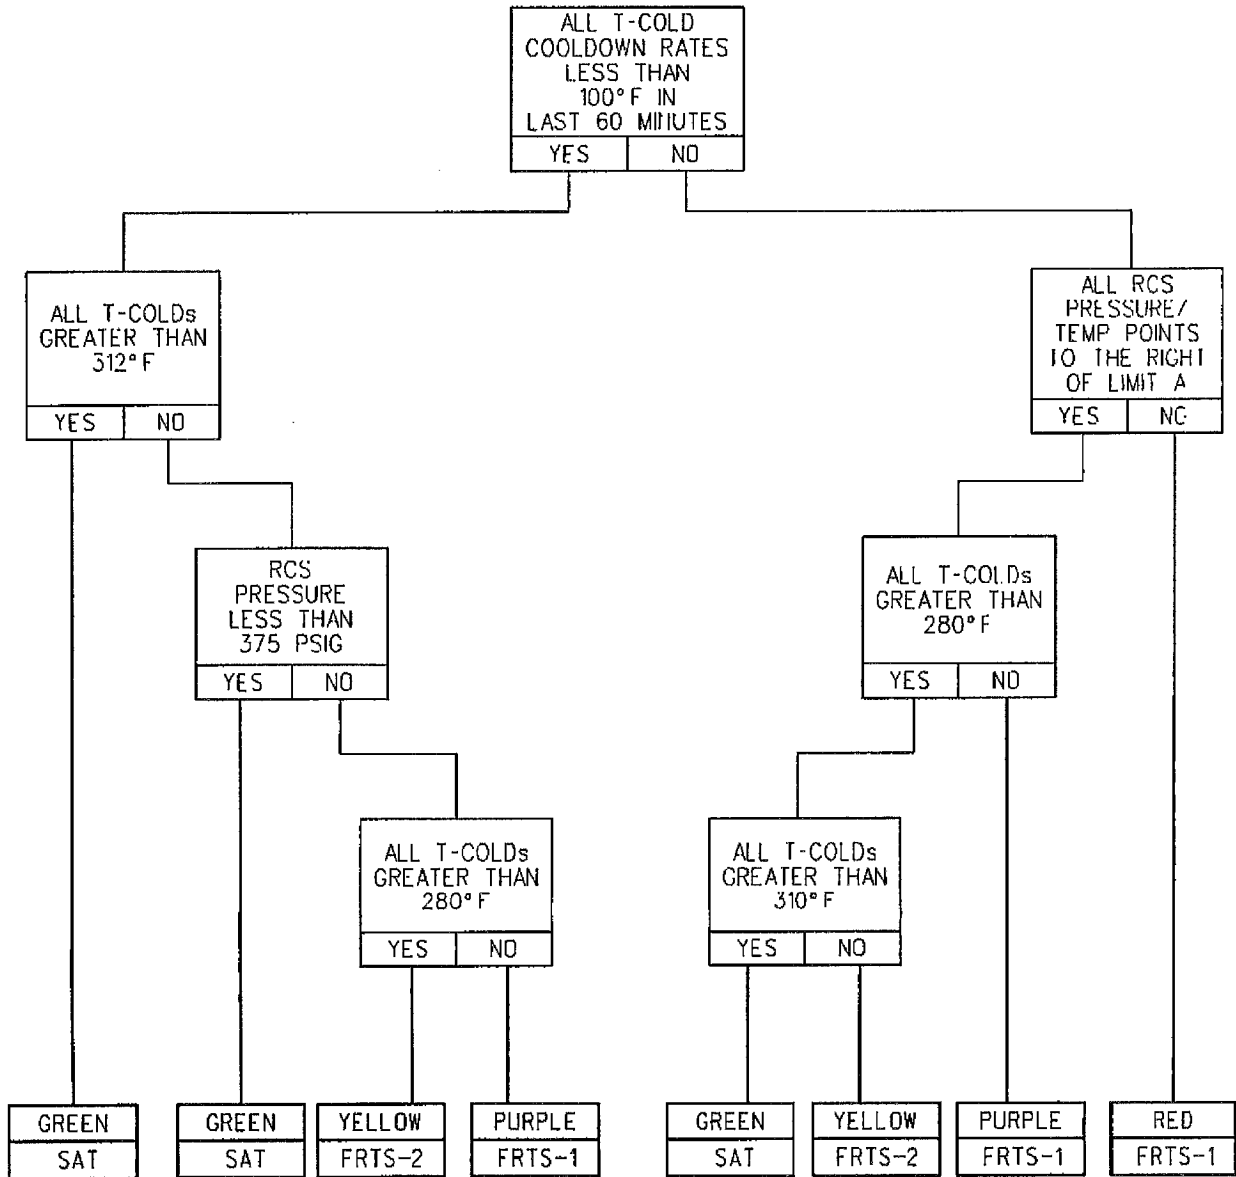 ALL T-COLD
COOLDOWN RATES
LESS THAN
100°F IN
LAST 60 MINUTES
YES NO
ALL T-COLDs
GREATER THAN
312°F
YES NO
ALL RCS
PRESSURE/
TEMP POINTS
TO THE RIGHT
OF LIMIT A
YES NO
RCS
PRESSURE
LESS THAN
375 PSIG
YES NO
ALL T-COLDs
GREATER THAN
280°F
YES NO
ALL T-COLDs
GREATER THAN
280°F
YES NO
ALL T-COLDs
GREATER THAN
310°F
YES NO
GREEN GREEN YELLOW PURPLE GREEN YELLOW PURPLE RED
SAT SAT FRTS-2 FRTS-1 SAT FRTS-2 FRTS-1 FRTS-1